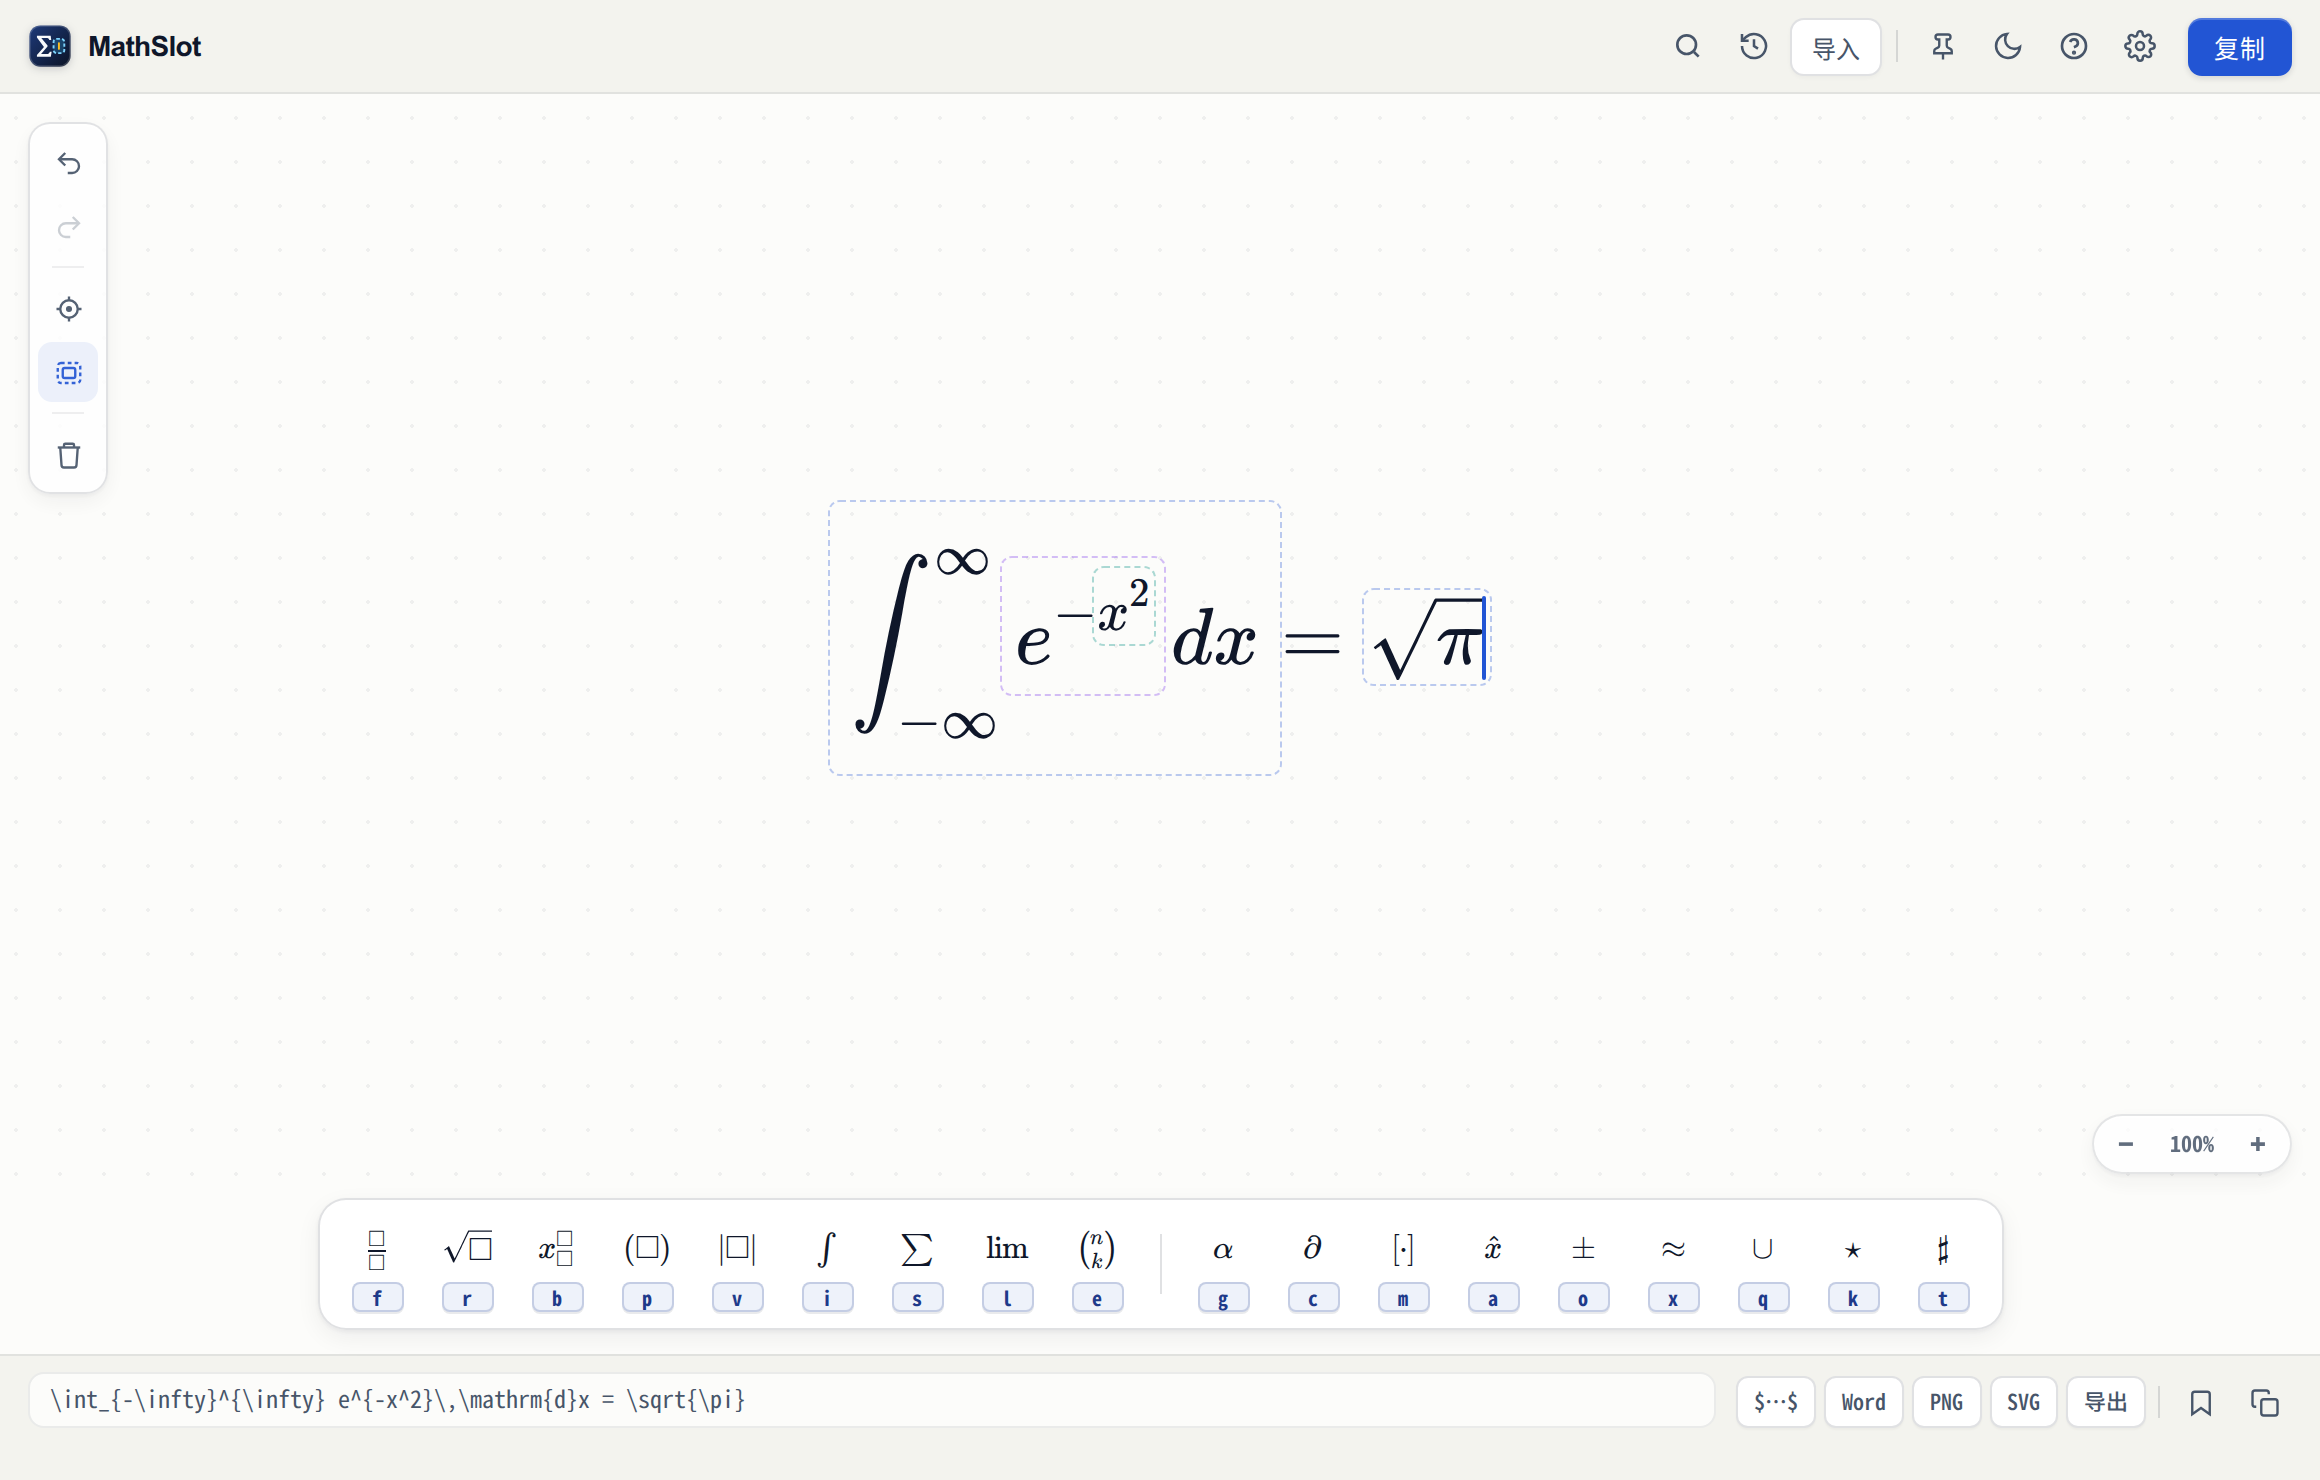 MathSlot
导入
复制
∫_{−∞}^{∞} e^{−x^2} dx = √π
100%
□/□ √□ x□□ (□) |□| ∫ ∑ lim (n k) α ∂ [·] x̂ ± ≈ ∪ ⋆ ♯
f r b p v i s l e g c m a o x q k t
\int_{-\infty}^{\infty} e^{-x^2}\,\mathrm{d}x = \sqrt{\pi}
$⋯$ Word PNG SVG 导出